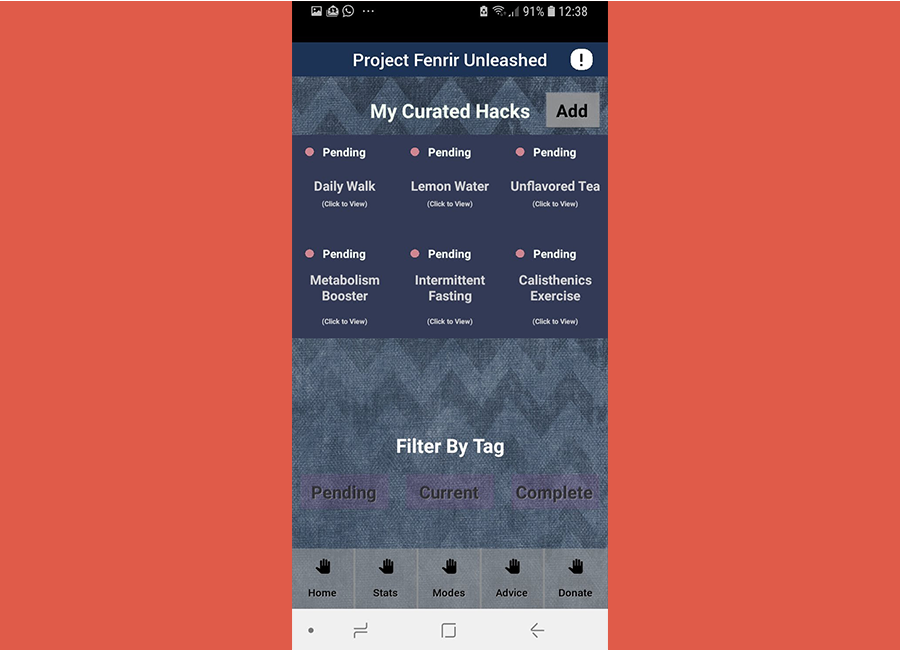 91% 12:38
Project Fenrir Unleashed !
My Curated Hacks Add
Pending Pending Pending
Daily Walk Lemon Water Unflavored Tea
(Click to View) (Click to View) (Click to View)
Pending Pending Pending
Metabolism Intermittent Calisthenics
Booster Fasting Exercise
(Click to View) (Click to View) (Click to View)
Filter By Tag
Pending Current Complete
Home Stats Modes Advice Donate